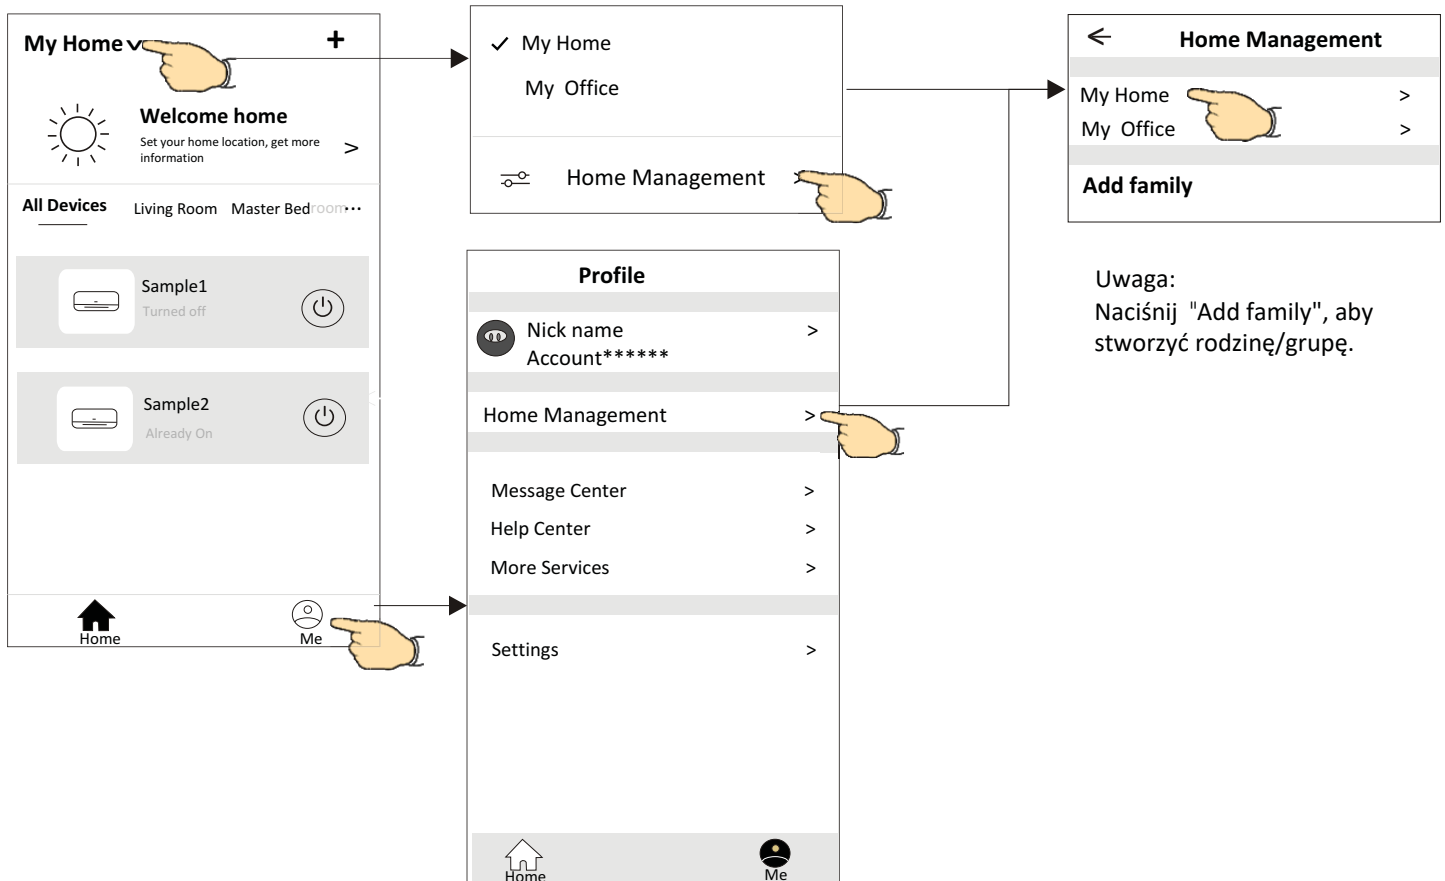 My Home
+
Welcome home
Set your home location, get more
information
>
All Devices
Living Room
Master Bedroom...
Sample1
Turned off
Sample2
Already On
Home
Me
✓ My Home
My Office
Home Management >
Profile
Nick name >
Account******
Home Management >
Message Center >
Help Center >
More Services >
Settings >
Home
Me
Home Management
My Home >
My Office >
Add family
Uwaga:
Naciśnij "Add family", aby
stworzyć rodzinę/grupę.